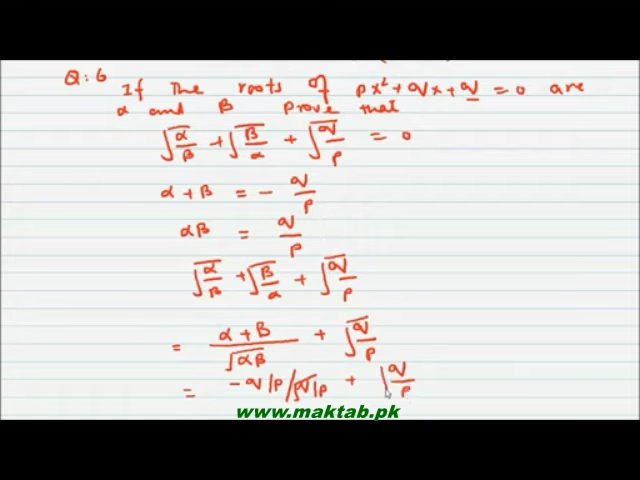 Q:6 If The roots of px² + qx + q = 0 are
α and β prove that
√(α/β) + √(β/α) + √(q/p) = 0
α + β = - q/p
αβ = q/p
√(α/β) + √(β/α) + √(q/p)
= (α + β)/√(αβ) + √(q/p)
= -q/p / √(q/p) + √(q/p)
www.maktab.pk